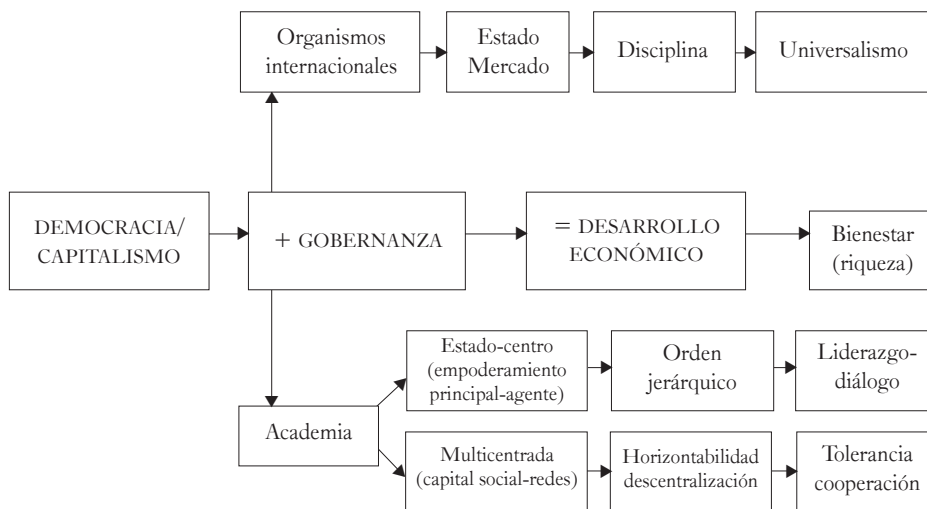 Organismos
internacionales
Estado
Mercado
Disciplina
Universalismo
DEMOCRACIA/
CAPITALISMO
+ GOBERNANZA
= DESARROLLO
ECONÓMICO
Bienestar
(riqueza)
Academia
Estado-centro
(empoderamiento
principal-agente)
Orden
jerárquico
Liderazgo-
diálogo
Multicentrada
(capital social-redes)
Horizontabilidad
descentralización
Tolerancia
cooperación